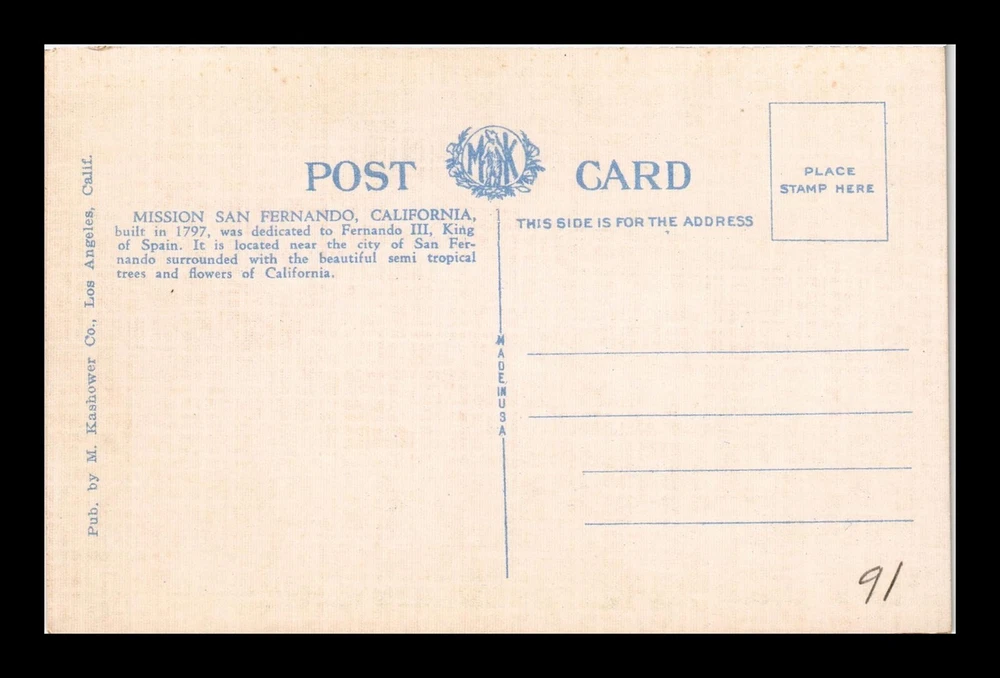 POST MK CARD
PLACE
STAMP HERE
MISSION SAN FERNANDO, CALIFORNIA,
built in 1797, was dedicated to Fernando III, King
of Spain. It is located near the city of San Fer-
nando surrounded with the beautiful semi tropical
trees and flowers of California.
THIS SIDE IS FOR THE ADDRESS
MADE IN USA
Pub. by M. Kashower Co., Los Angeles, Calif.
91